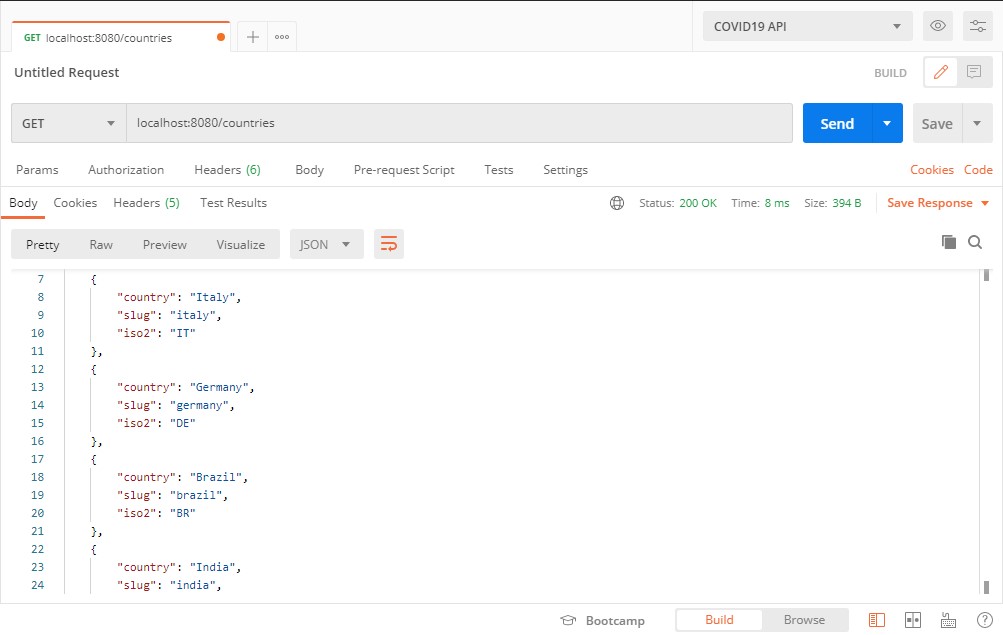 GET localhost:8080/countries
COVID19 API
Untitled Request
BUILD
GET localhost:8080/countries Send Save
Params Authorization Headers (6) Body Pre-request Script Tests Settings Cookies Code
Body Cookies Headers (5) Test Results Status: 200 OK Time: 8 ms Size: 394 B Save Response
Pretty Raw Preview Visualize JSON
7 {
8 "country": "Italy",
9 "slug": "italy",
10 "iso2": "IT"
11 },
12 {
13 "country": "Germany",
14 "slug": "germany",
15 "iso2": "DE"
16 },
17 {
18 "country": "Brazil",
19 "slug": "brazil",
20 "iso2": "BR"
21 },
22 {
23 "country": "India",
24 "slug": "india",
Bootcamp Build Browse